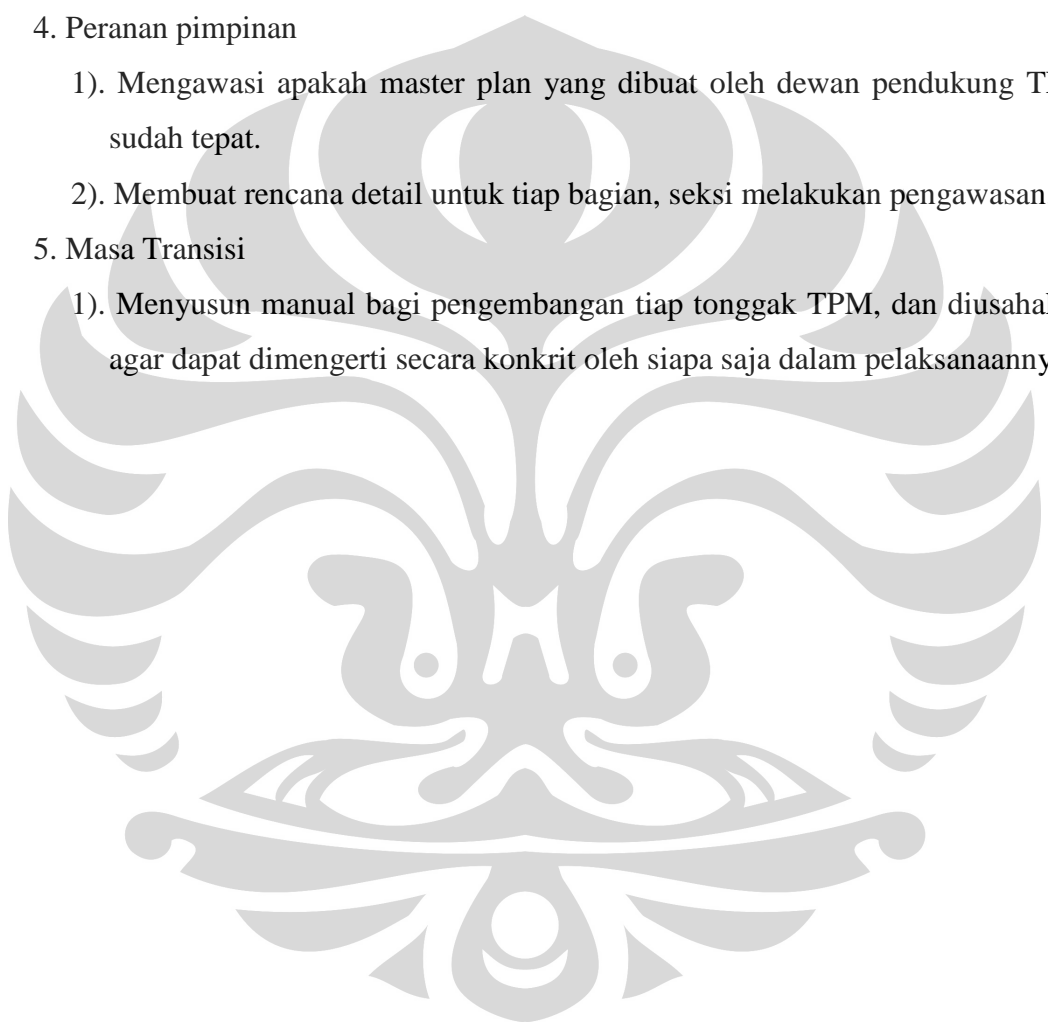 4. Peranan pimpinan
1). Mengawasi apakah master plan yang dibuat oleh dewan pendukung
sudah tepat.
2). Membuat rencana detail untuk tiap bagian, seksi melakukan pengawasan
5. Masa Transisi
1). Menyusun manual bagi pengembangan tiap tonggak TPM, dan
agar dapat dimengerti secara konkrit oleh siapa saja dalam